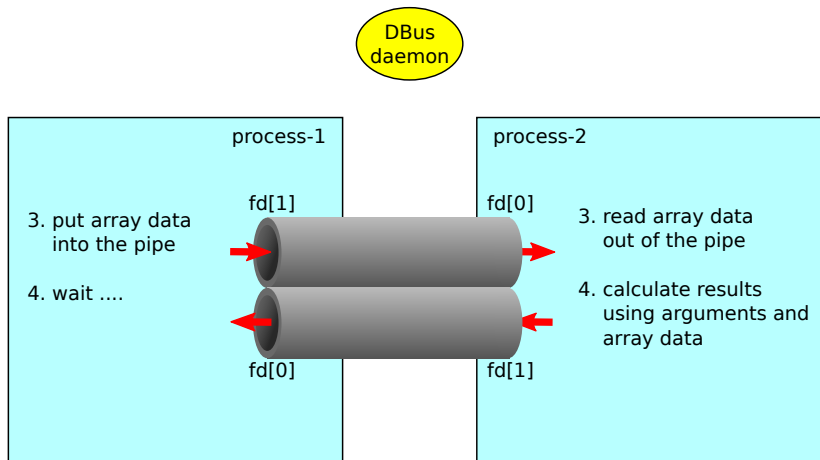 DBus
daemon
process-1
process-2
fd[1]
fd[0]
3. put array data
into the pipe
4. wait ....
3. read array data
out of the pipe
4. calculate results
using arguments and
array data
fd[0]
fd[1]